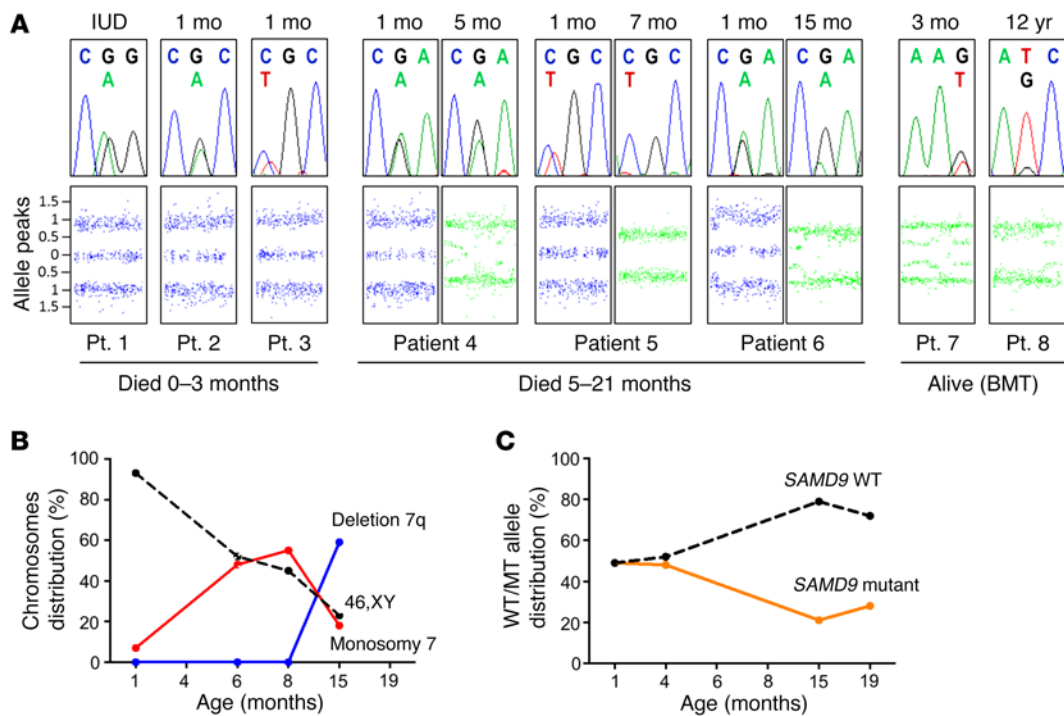 A
IUD 1 mo 1 mo 1 mo 5 mo 1 mo 7 mo 1 mo 15 mo 3 mo 12 yr
C G G C G C C G C C G A C G A C G C C G C C G A C G A A A G A T C
A A T A A T T A A T G
Allele peaks
1.5
1
0.5
0
0.5
1
1.5
Pt. 1 Pt. 2 Pt. 3 Patient 4 Patient 5 Patient 6 Pt. 7 Pt. 8
Died 0–3 months Died 5–21 months Alive (BMT)
B
Chromosomes
distribution (%)
100
80
60
40
20
0
Deletion 7q
46,XY
Monosomy 7
1 4 6 8 15 19
Age (months)
C
WT/MT allele
distribution (%)
100
80
60
40
20
0
SAMD9 WT
SAMD9 mutant
1 4 8 15 19
Age (months)